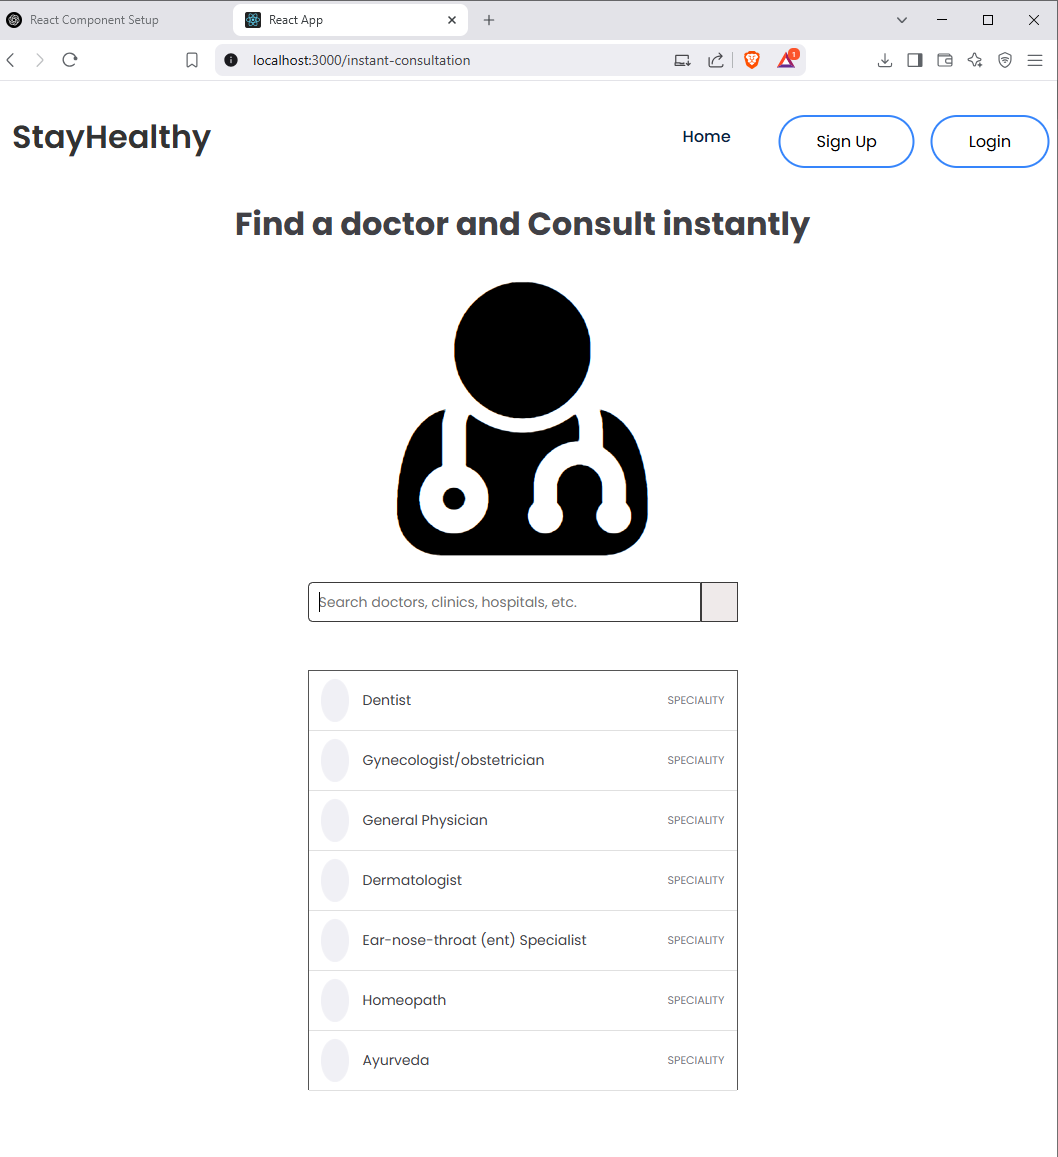 React Component Setup
React App
localhost:3000/instant-consultation
1
StayHealthy
Home
Sign Up
Login
Find a doctor and Consult instantly
Search doctors, clinics, hospitals, etc.
Dentist SPECIALITY
Gynecologist/obstetrician SPECIALITY
General Physician SPECIALITY
Dermatologist SPECIALITY
Ear-nose-throat (ent) Specialist SPECIALITY
Homeopath SPECIALITY
Ayurveda SPECIALITY